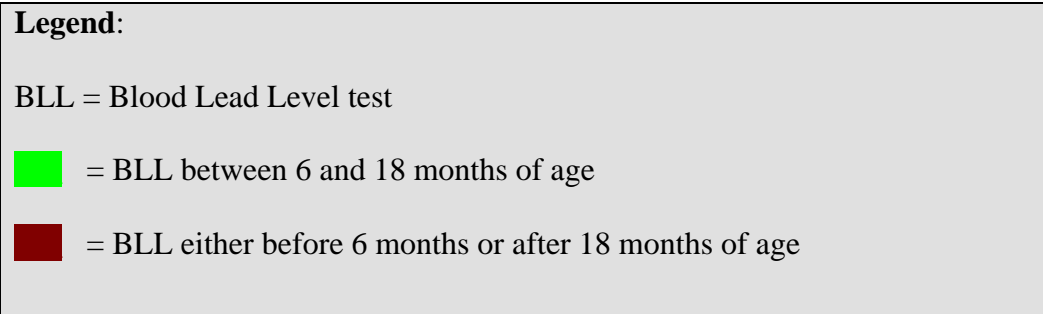 Legend:
BLL = Blood Lead Level test
= BLL between 6 and 18 months of age
= BLL either before 6 months or after 18 months of age